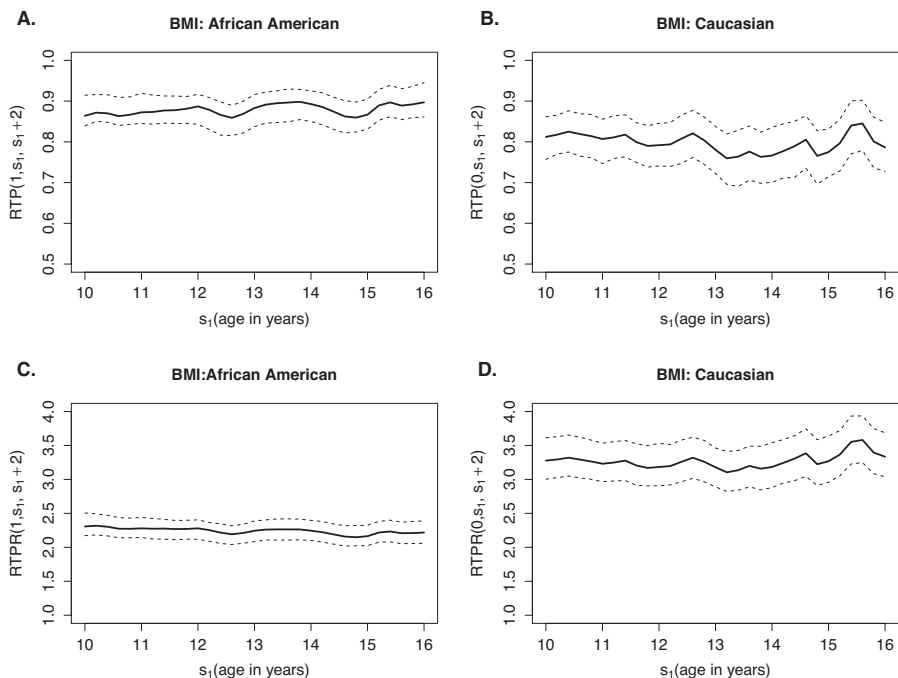 A.
BMI: African American
RTP(1,s₁, s₁ + 2)
1.0
0.9
0.8
0.7
0.6
0.5
10 11 12 13 14 15 16
s₁(age in years)
B.
BMI: Caucasian
RTP(0,s₁, s₁ + 2)
1.0
0.9
0.8
0.7
0.6
0.5
10 11 12 13 14 15 16
s₁(age in years)
C.
BMI:African American
RTPR(1,s₁, s₁ + 2)
4.0
3.5
3.0
2.5
2.0
1.5
1.0
10 11 12 13 14 15 16
s₁(age in years)
D.
BMI: Caucasian
RTPR(0,s₁, s₁ + 2)
4.0
3.5
3.0
2.5
2.0
1.5
1.0
10 11 12 13 14 15 16
s₁(age in years)